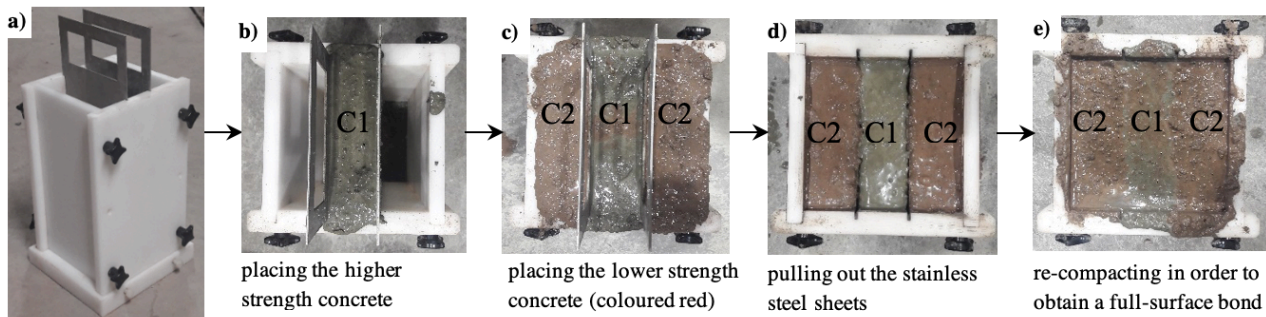 a)
b)
C1
placing the higher
strength concrete
c)
C2 C1 C2
placing the lower strength
concrete (coloured red)
d)
C2 C1 C2
pulling out the stainless
steel sheets
e)
C2 C1 C2
re-compacting in order to
obtain a full-surface bond